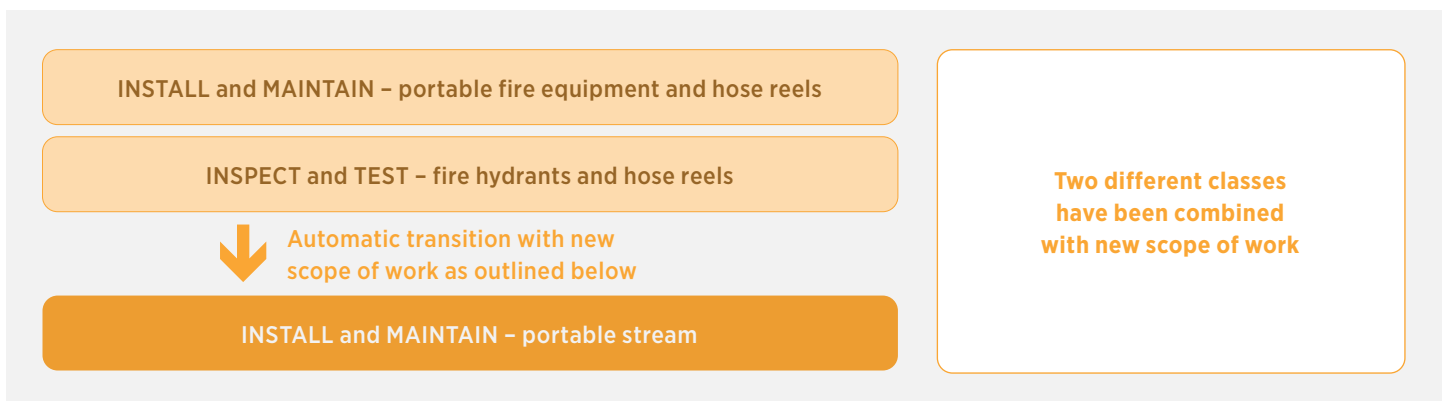 INSTALL and MAINTAIN – portable fire equipment and hose reels
INSPECT and TEST – fire hydrants and hose reels
Automatic transition with new
scope of work as outlined below
INSTALL and MAINTAIN – portable stream
Two different classes
have been combined
with new scope of work